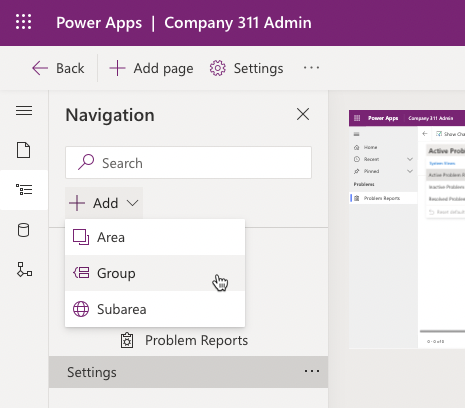 Power Apps | Company 311 Admin
Back
Add page
Settings
Navigation
Search
Add
Area
Group
Subarea
Problem Reports
Settings
Power Apps
Company 311 Admin
Home
Recent
Pinned
Problems
Problem Reports
Show Cha
Active Prob
System Views
Active Problem R
Inactive Problem
Resolved Problem
Reset default
0 - 0 of 0